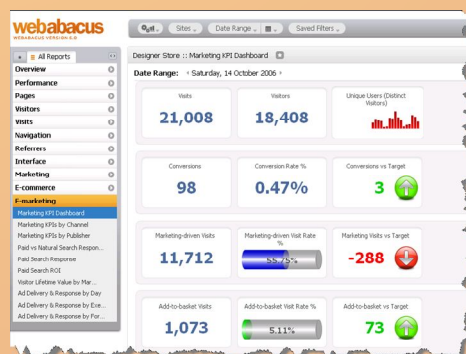 webabacus
WEBABACUS VERSION 5.0
Sites
Date Range
Saved Filters
All Reports
Designer Store :: Marketing KPI Dashboard
Overview
Performance
Pages
Visitors
Visits
Navigation
Referrers
Interface
Marketing
E-commerce
E-marketing
Marketing KPI Dashboard
Marketing KPIs by Channel
Marketing KPIs by Publisher
Paid vs Natural Search Respon...
Paid Search Response
Paid Search ROI
Visitor Lifetime Value by Mar...
Ad Delivery & Response by Day
Ad Delivery & Response by Exe...
Ad Delivery & Response by For...
Date Range: Saturday, 14 October 2006
Visits
21,008
Visitors
18,408
Unique Users (Distinct
Visitors)
Conversions
98
Conversion Rate %
0.47%
Conversions vs Target
3
Marketing-driven Visits
11,712
Marketing-driven Visit Rate
%
55.75%
Marketing Visits vs Target
-288
Add-to-basket Visits
1,073
Add-to-basket Visit Rate %
5.11%
Add-to-basket vs Target
73